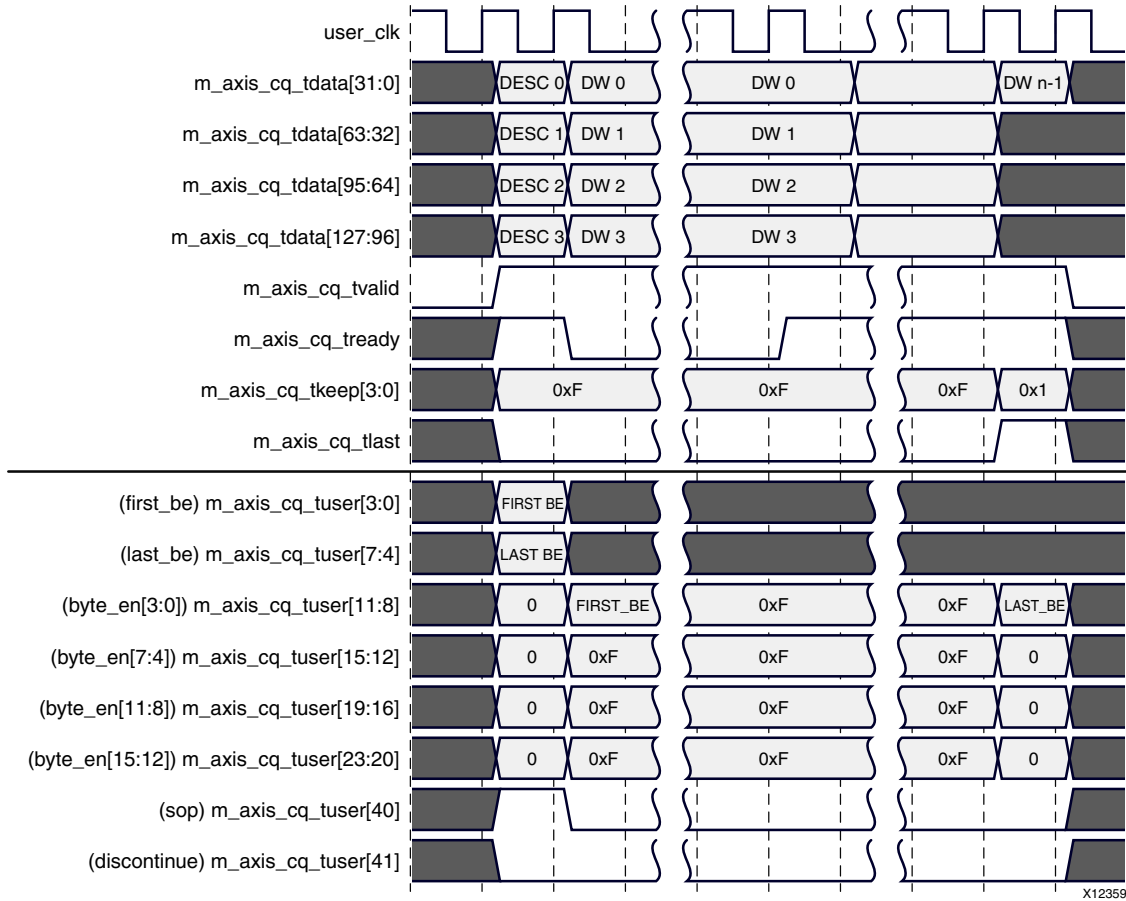 user_clk
m_axis_cq_tdata[31:0] DESC 0 DW 0 DW 0 DW n-1
m_axis_cq_tdata[63:32] DESC 1 DW 1 DW 1
m_axis_cq_tdata[95:64] DESC 2 DW 2 DW 2
m_axis_cq_tdata[127:96] DESC 3 DW 3 DW 3
m_axis_cq_tvalid
m_axis_cq_tready
m_axis_cq_tkeep[3:0] 0xF 0xF 0xF 0x1
m_axis_cq_tlast
(first_be) m_axis_cq_tuser[3:0] FIRST BE
(last_be) m_axis_cq_tuser[7:4] LAST BE
(byte_en[3:0]) m_axis_cq_tuser[11:8] 0 FIRST_BE 0xF 0xF LAST_BE
(byte_en[7:4]) m_axis_cq_tuser[15:12] 0 0xF 0xF 0xF 0
(byte_en[11:8]) m_axis_cq_tuser[19:16] 0 0xF 0xF 0xF 0
(byte_en[15:12]) m_axis_cq_tuser[23:20] 0 0xF 0xF 0xF 0
(sop) m_axis_cq_tuser[40]
(discontinue) m_axis_cq_tuser[41]
X12359